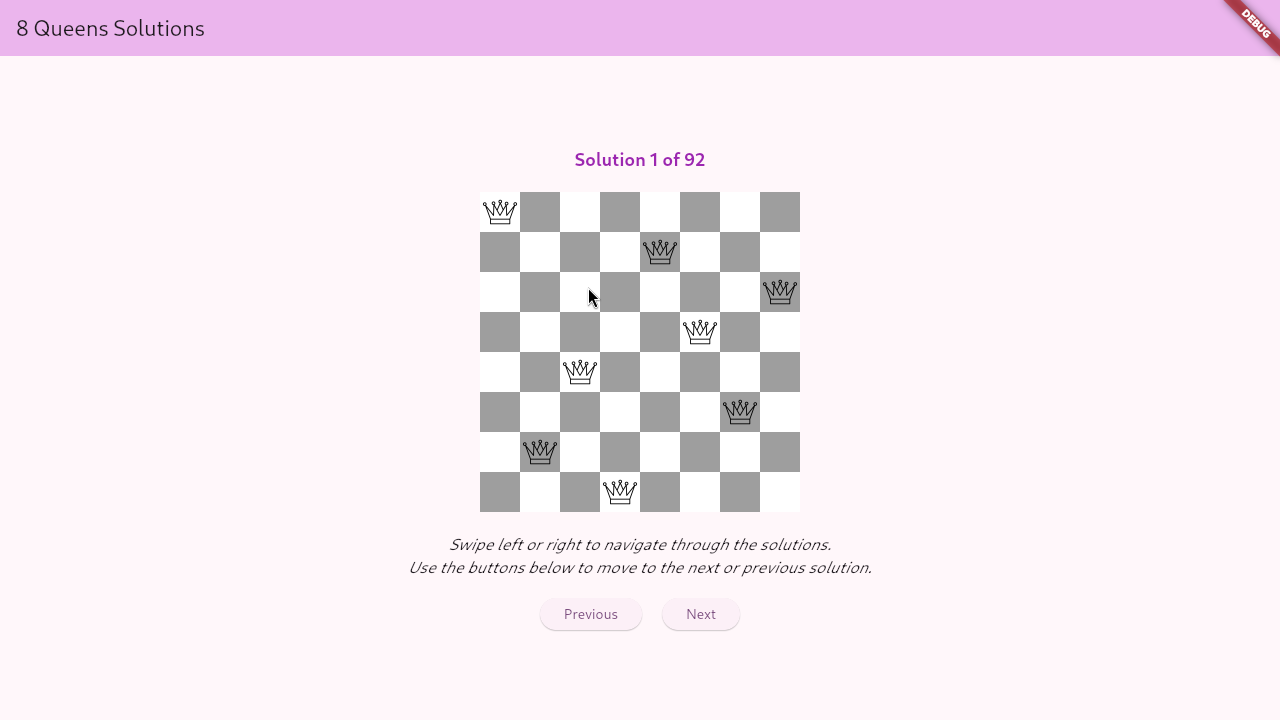 8 Queens Solutions
DEBUG
Solution 1 of 92
Swipe left or right to navigate through the solutions.
Use the buttons below to move to the next or previous solution.
Previous
Next